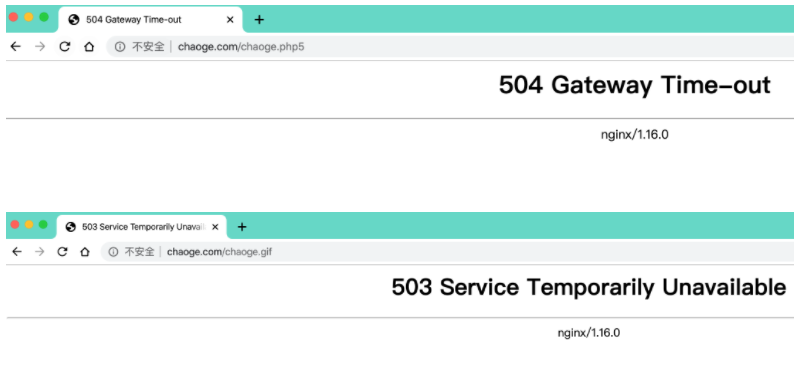 504 Gateway Time-out
不安全 | chaoge.com/chaoge.php5
504 Gateway Time-out
nginx/1.16.0
503 Service Temporarily Unavail
不安全 | chaoge.com/chaoge.gif
503 Service Temporarily Unavailable
nginx/1.16.0